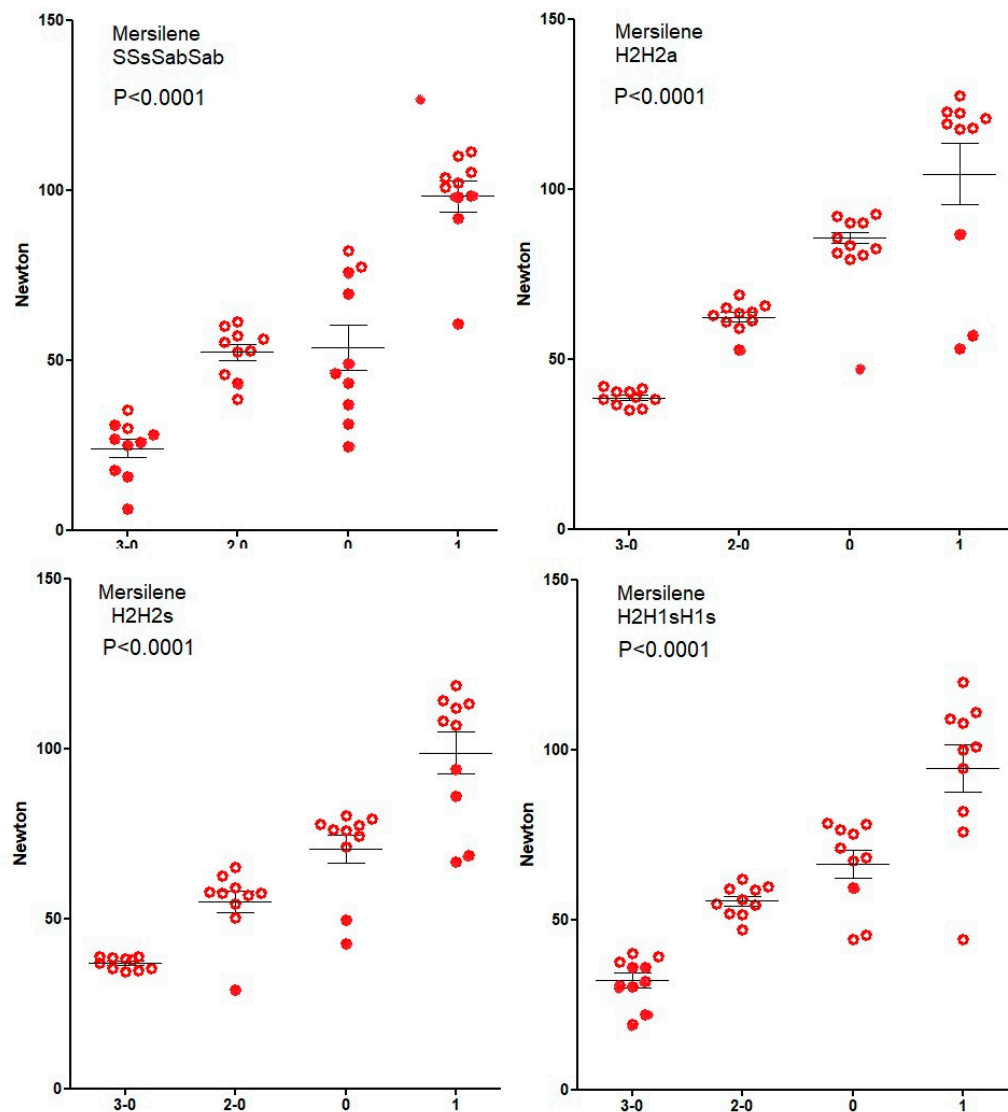 150
Mersilene
SSsSabSab
P<0.0001
100
Newton
50
0
3-0 2-0 0 1
150
Mersilene
H2H2a
P<0.0001
100
Newton
50
0
3-0 2-0 0 1
150
Mersilene
H2H2s
P<0.0001
100
Newton
50
0
3-0 2-0 0 1
150
Mersilene
H2H1sH1s
P<0.0001
100
Newton
50
0
3-0 2-0 0 1